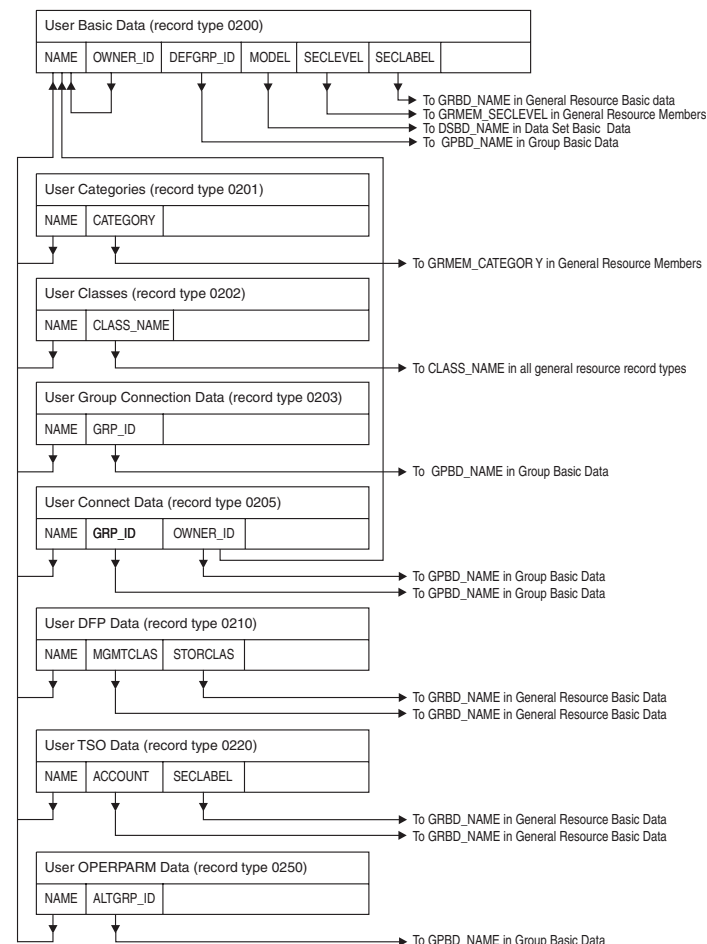 User Basic Data (record type 0200)
NAME OWNER_ID DEFGRP_ID MODEL SECLEVEL SECLABEL
To GRBD_NAME in General Resource Basic data
To GRMEM_SECLEVEL in General Resource Members
To DSBD_NAME in Data Set Basic Data
To GPBD_NAME in Group Basic Data
User Categories (record type 0201)
NAME CATEGORY
To GRMEM_CATEGOR Y in General Resource Members
User Classes (record type 0202)
NAME CLASS_NAME
To CLASS_NAME in all general resource record types
User Group Connection Data (record type 0203)
NAME GRP_ID
To GPBD_NAME in Group Basic Data
User Connect Data (record type 0205)
NAME GRP_ID OWNER_ID
To GPBD_NAME in Group Basic Data
To GPBD_NAME in Group Basic Data
User DFP Data (record type 0210)
NAME MGMTCLAS STORCLAS
To GRBD_NAME in General Resource Basic Data
To GRBD_NAME in General Resource Basic Data
User TSO Data (record type 0220)
NAME ACCOUNT SECLABEL
To GRBD_NAME in General Resource Basic Data
To GRBD_NAME in General Resource Basic Data
User OPERPARM Data (record type 0250)
NAME ALTGRP_ID
To GPBD_NAME in Group Basic Data